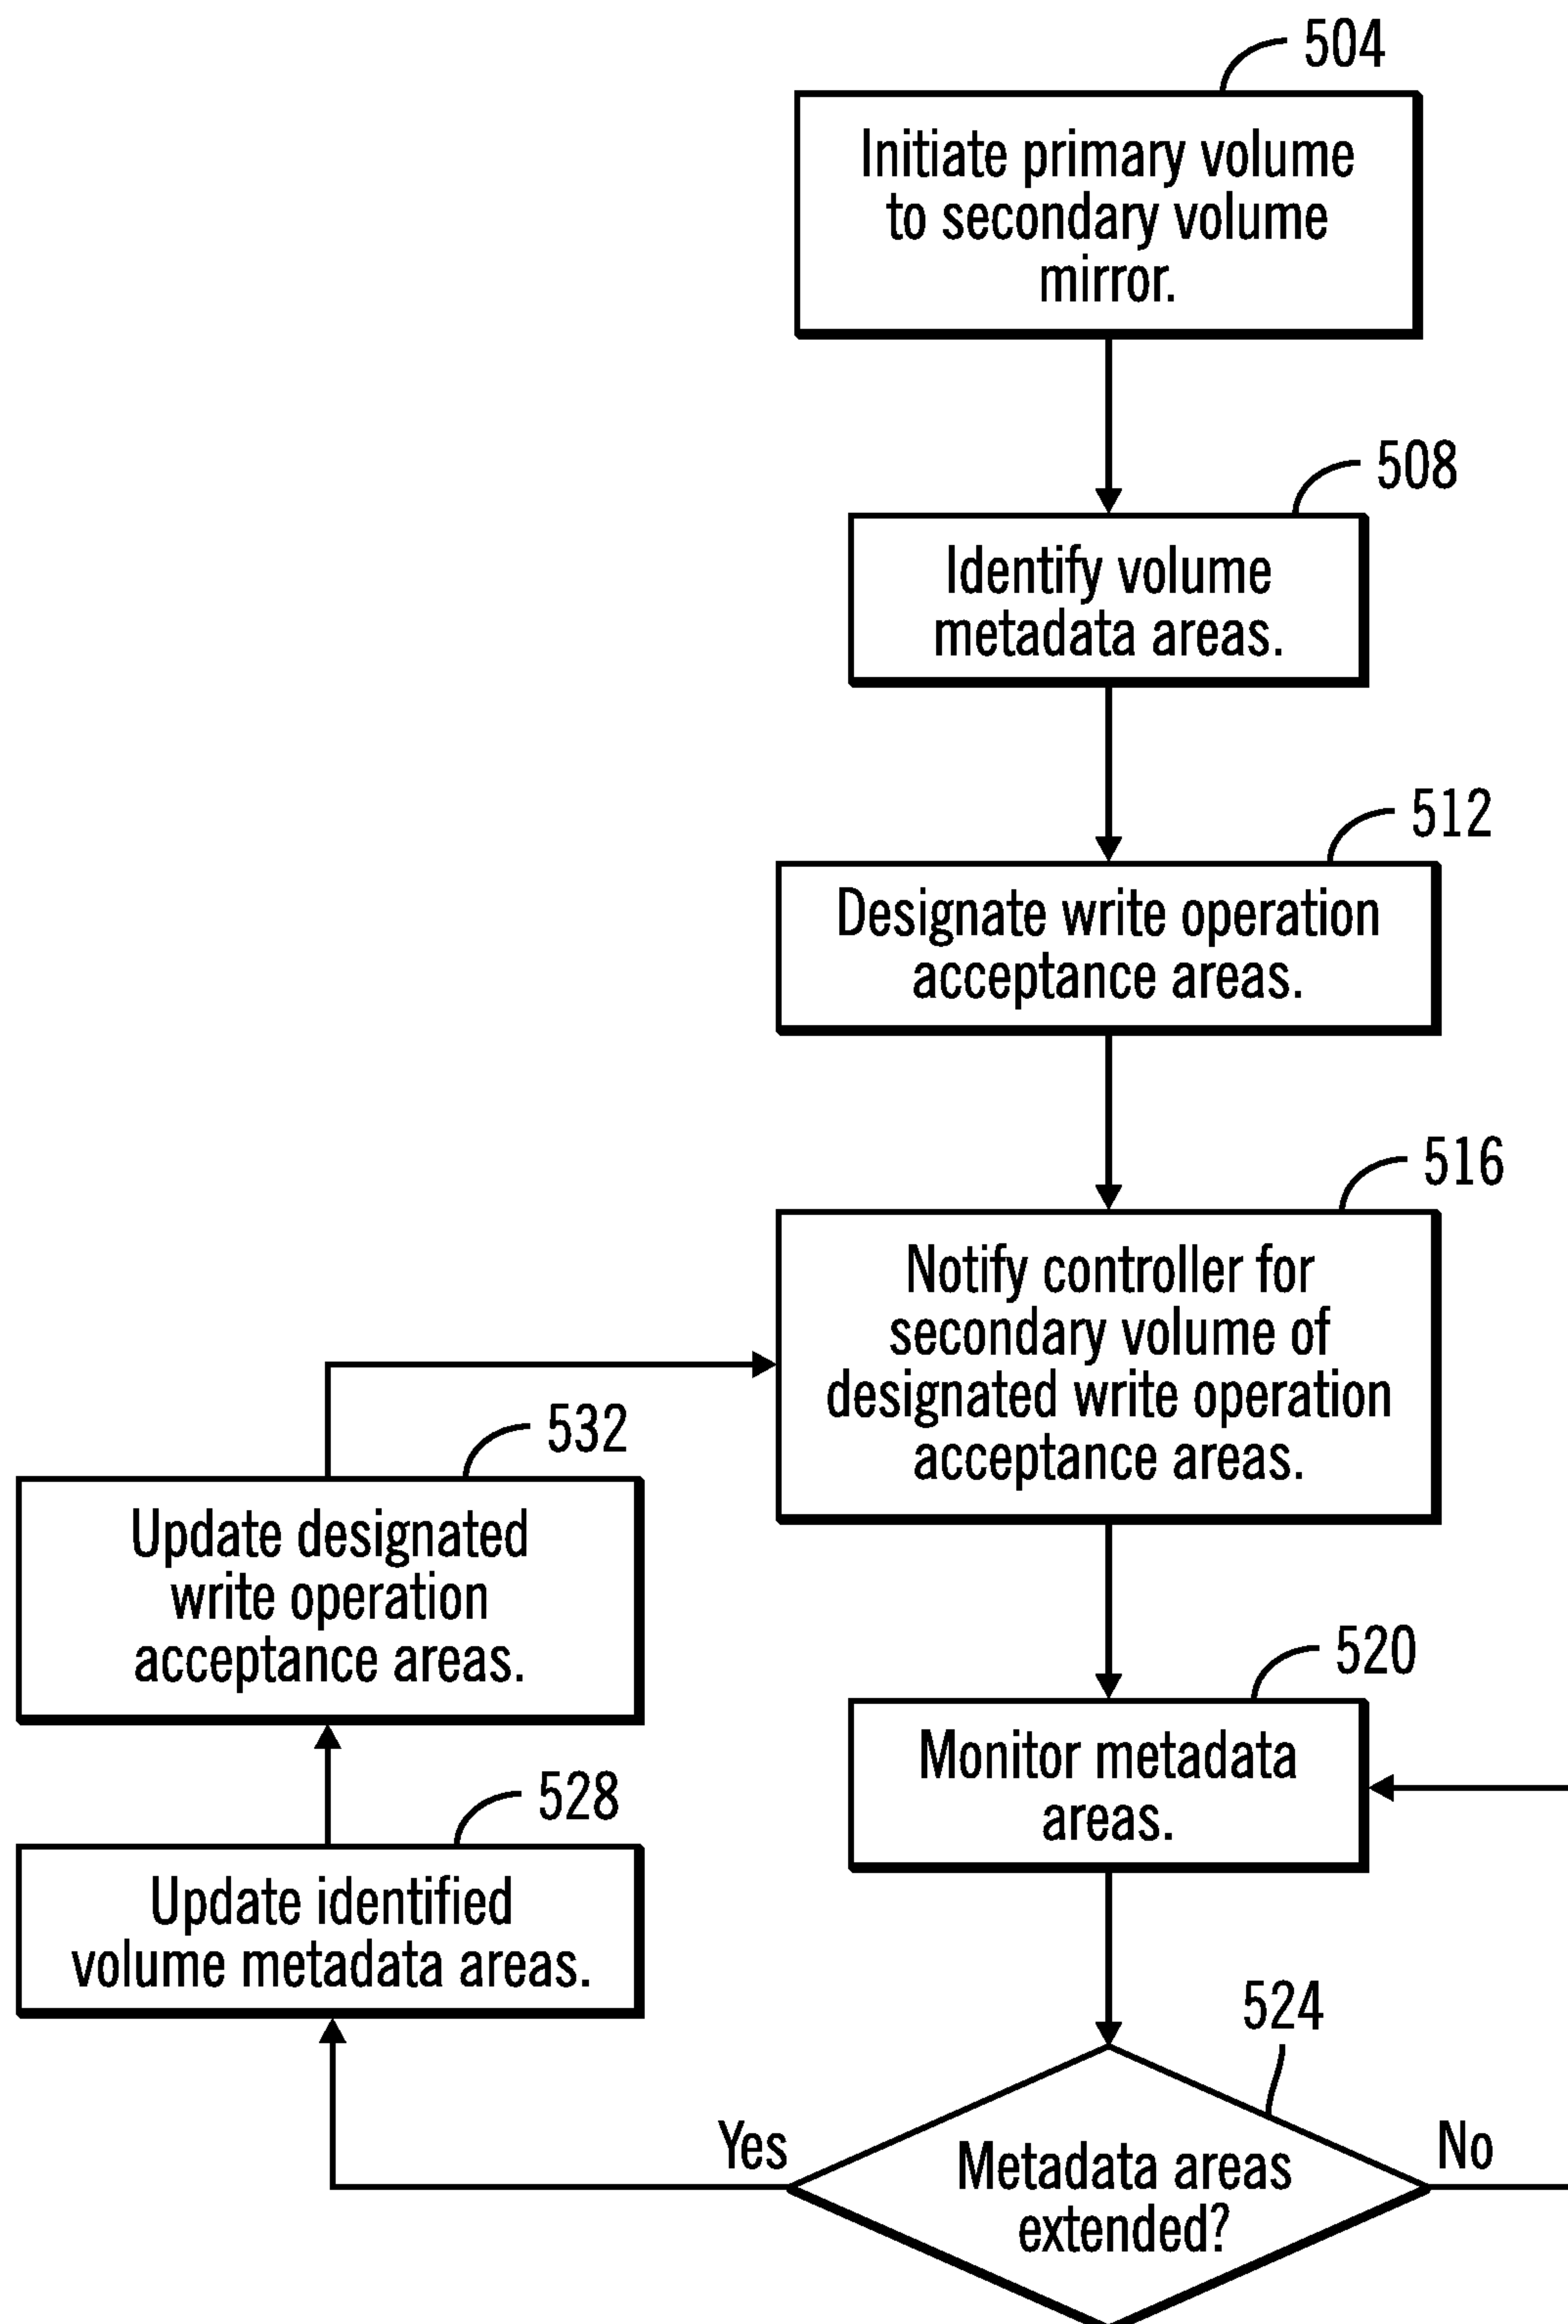 504
Initiate primary volume
to secondary volume
mirror.
508
Identify volume
metadata areas.
512
Designate write operation
acceptance areas.
516
Notify controller for
secondary volume of
designated write operation
acceptance areas.
532
Update designated
write operation
acceptance areas.
520
Monitor metadata
areas.
528
Update identified
volume metadata areas.
524
Yes
Metadata areas
extended?
No